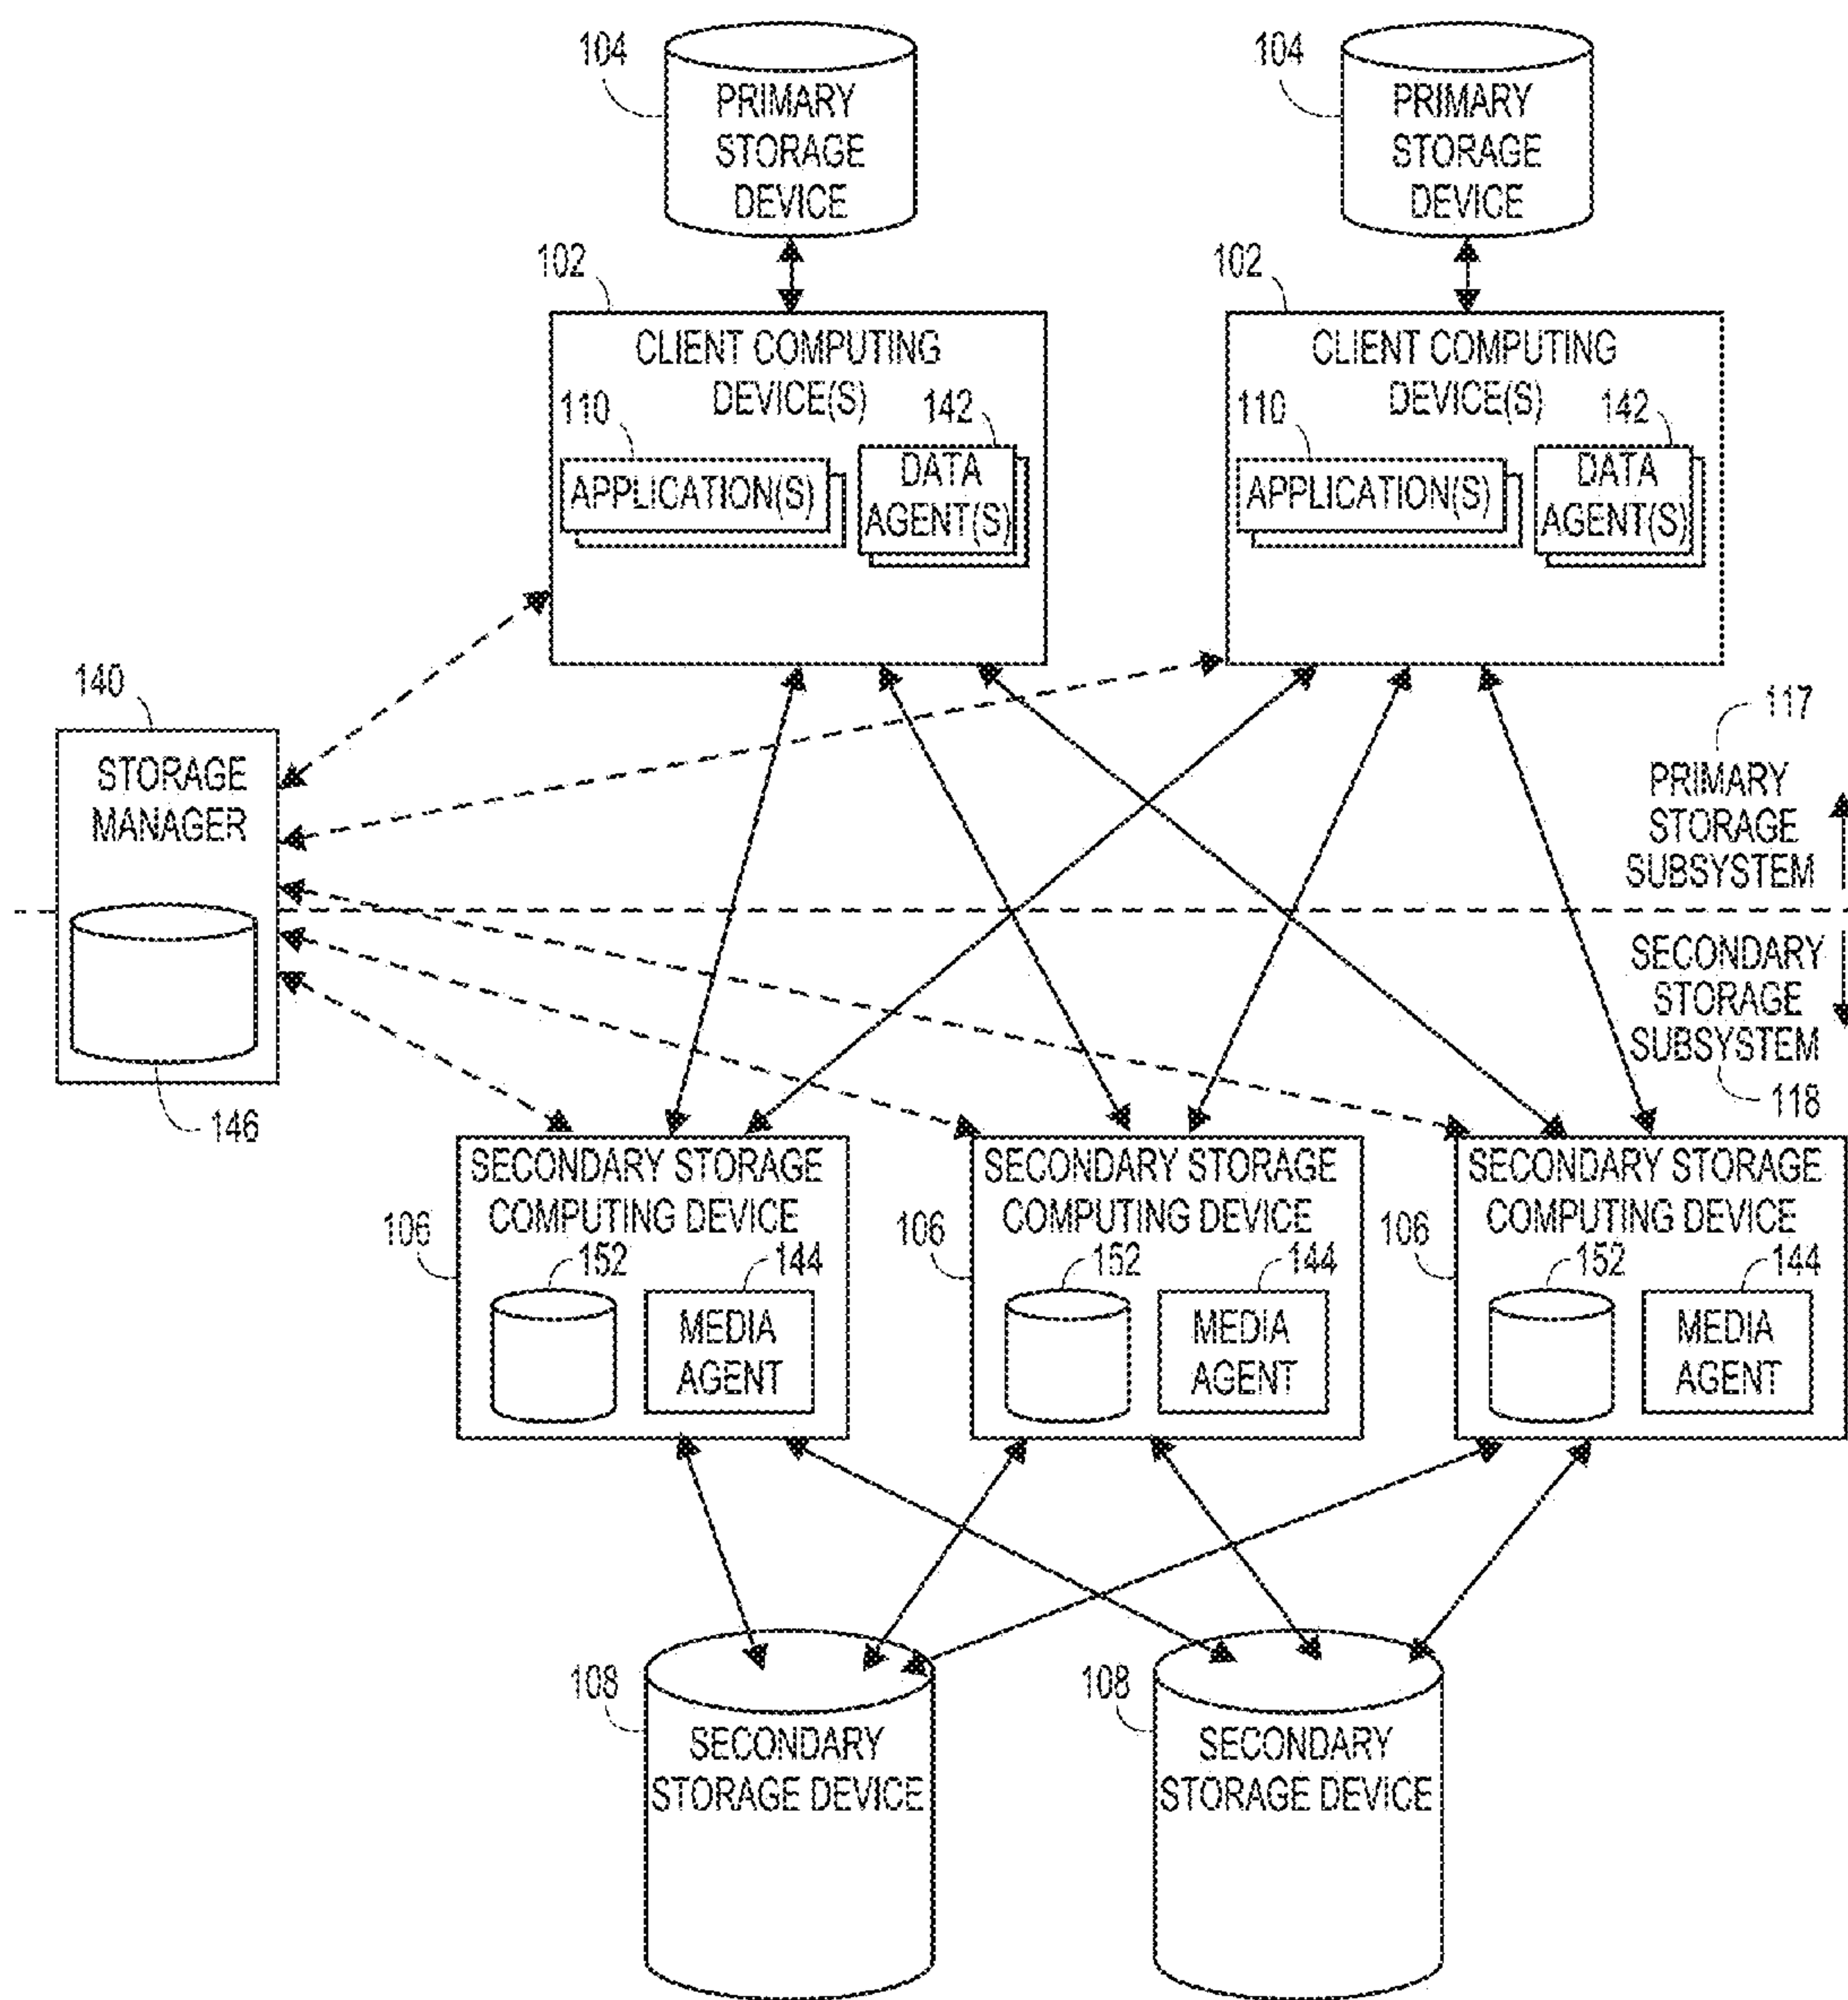 104
PRIMARY
STORAGE
DEVICE
104
PRIMARY
STORAGE
DEVICE
102
CLIENT COMPUTING
DEVICE(S)
110
APPLICATION(S)
142
DATA
AGENT(S)
102
CLIENT COMPUTING
DEVICE(S)
110
APPLICATION(S)
142
DATA
AGENT(S)
140
STORAGE
MANAGER
146
117
PRIMARY
STORAGE
SUBSYSTEM
SECONDARY
STORAGE
SUBSYSTEM
118
106
SECONDARY STORAGE
COMPUTING DEVICE
152
144
MEDIA
AGENT
106
SECONDARY STORAGE
COMPUTING DEVICE
152
144
MEDIA
AGENT
106
SECONDARY STORAGE
COMPUTING DEVICE
152
144
MEDIA
AGENT
108
SECONDARY
STORAGE DEVICE
108
SECONDARY
STORAGE DEVICE